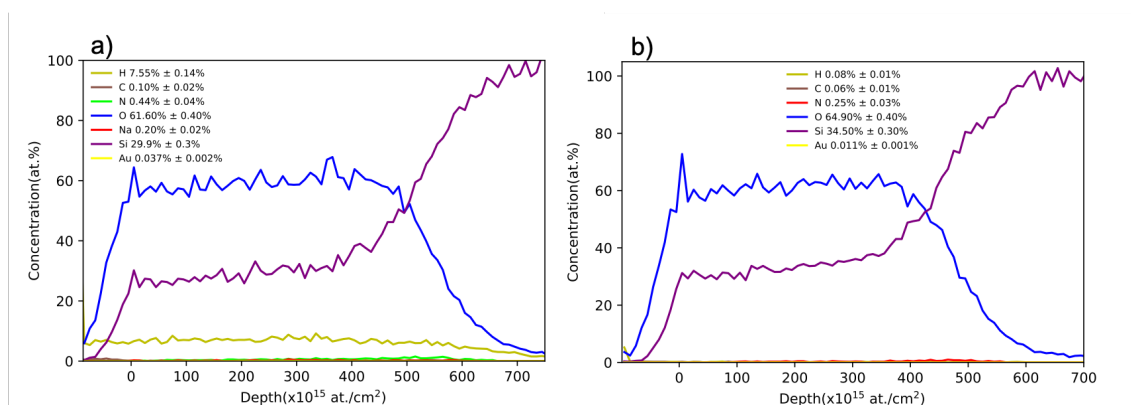 a)
H 7.55% ± 0.14%
C 0.10% ± 0.02%
N 0.44% ± 0.04%
O 61.60% ± 0.40%
Na 0.20% ± 0.02%
Si 29.9% ± 0.3%
Au 0.037% ± 0.002%
100
80
60
40
20
0
Concentration(at.%)
0 100 200 300 400 500 600 700
Depth(x10¹⁵ at./cm²)
b)
H 0.08% ± 0.01%
C 0.06% ± 0.01%
N 0.25% ± 0.03%
O 64.90% ± 0.40%
Si 34.50% ± 0.30%
Au 0.011% ± 0.001%
100
80
60
40
20
0
Concentration(at.%)
0 100 200 300 400 500 600 700
Depth(x10¹⁵ at./cm²)